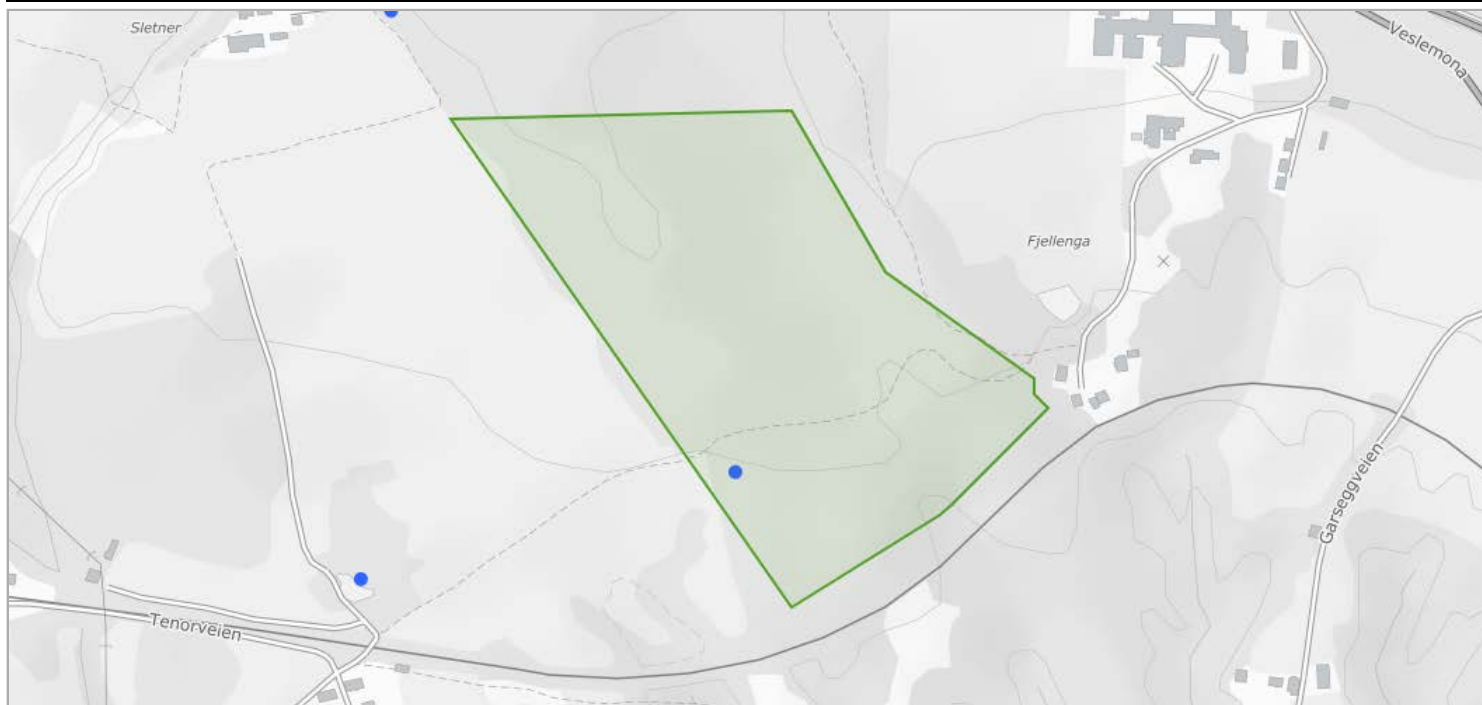 Sletner
Veslemona
Fjellenga
Garseggveien
Tenorveien